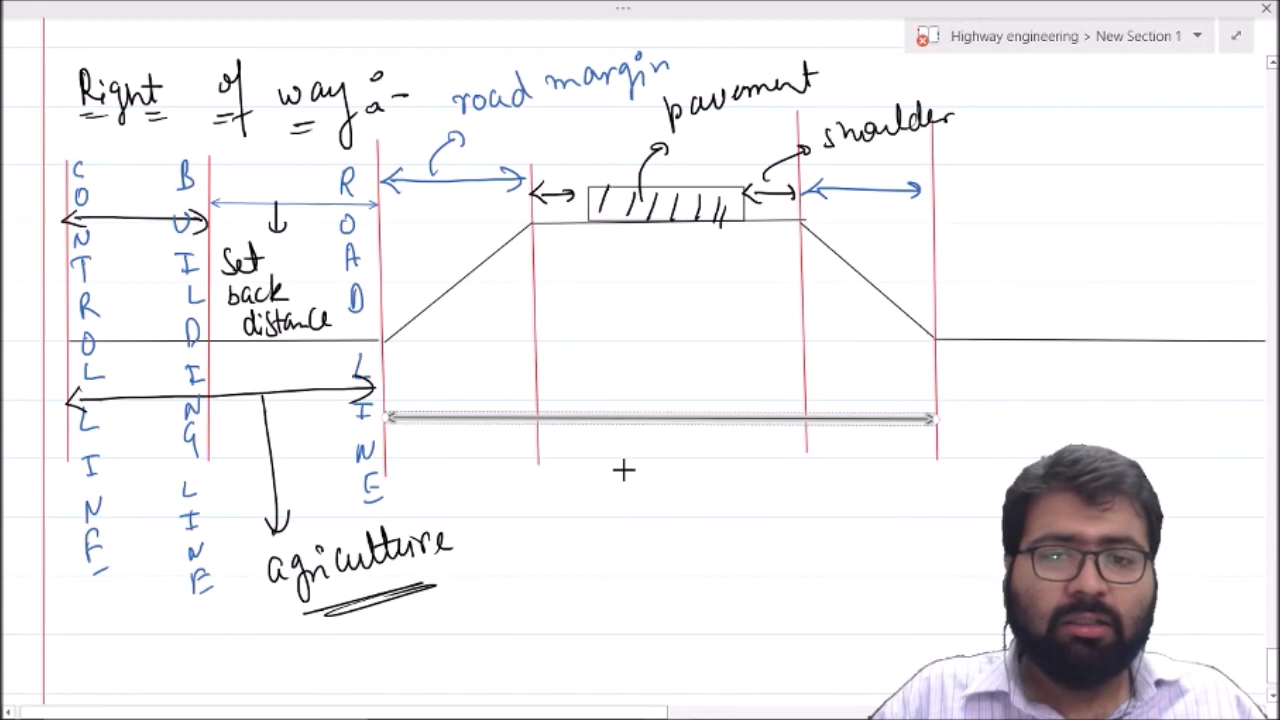 Highway engineering > New Section 1
Right of way :-
road margin
pavement
shoulder
CONTROL LINE
BUILDING LINE
ROAD LINE
Set
back
distance
agriculture